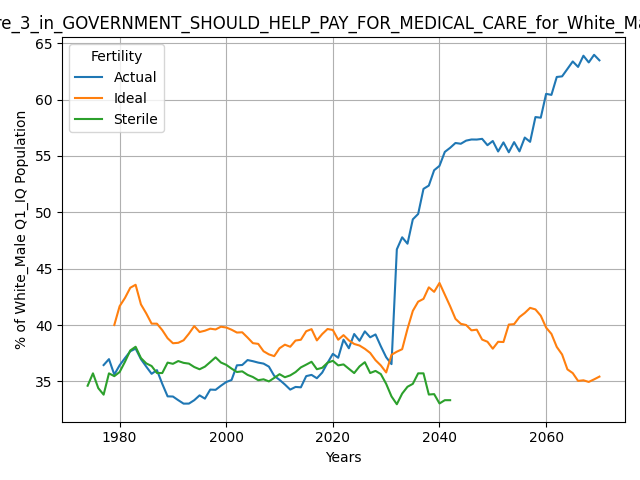 re_3_in_GOVERNMENT_SHOULD_HELP_PAY_FOR_MEDICAL_CARE_for_White_Ma
Fertility
Actual
Ideal
Sterile
% of White_Male Q1_IQ Population
65
60
55
50
45
40
35
1980
2000
2020
2040
2060
Years